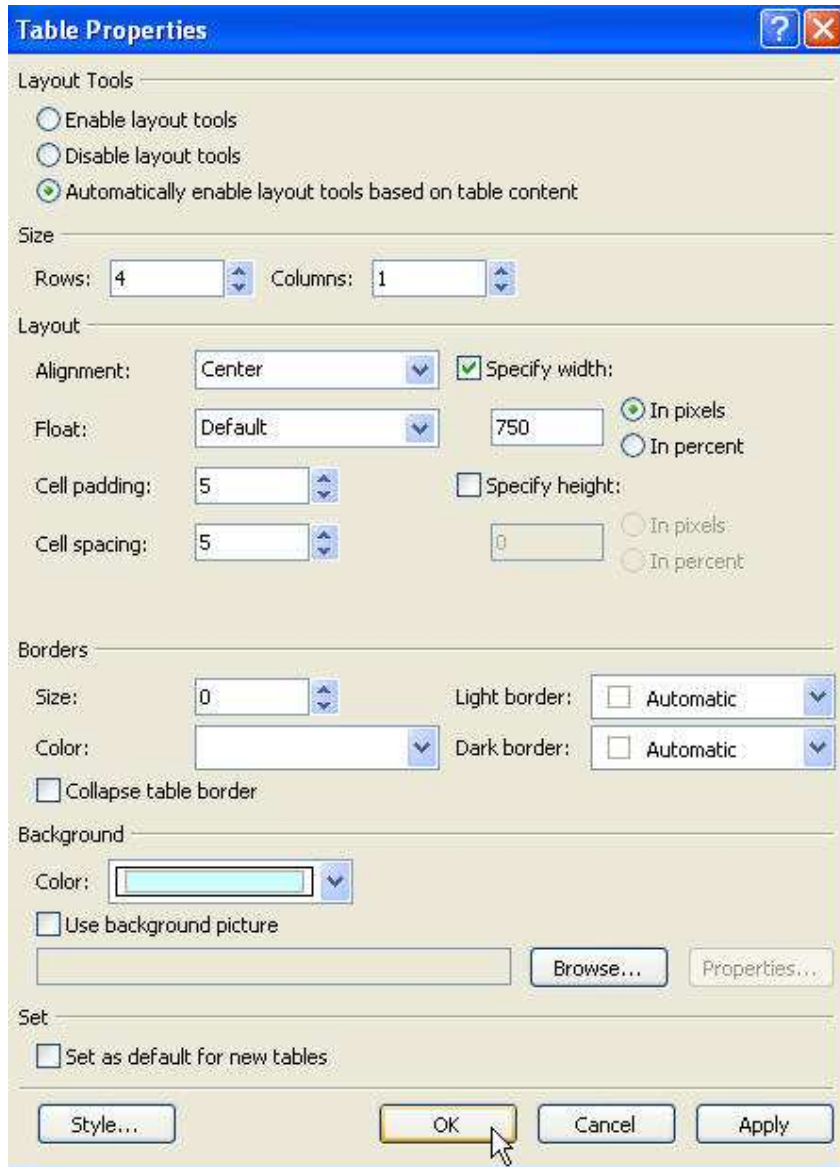 Table Properties
Layout Tools
Enable layout tools
Disable layout tools
Automatically enable layout tools based on table content
Size
Rows: 4 Columns: 1
Layout
Alignment: Center Specify width:
Float: Default 750 In pixels
In percent
Cell padding: 5 Specify height:
Cell spacing: 5 0 In pixels
In percent
Borders
Size: 0 Light border: Automatic
Color: Dark border: Automatic
Collapse table border
Background
Color:
Use background picture
Browse... Properties...
Set
Set as default for new tables
Style... OK Cancel Apply